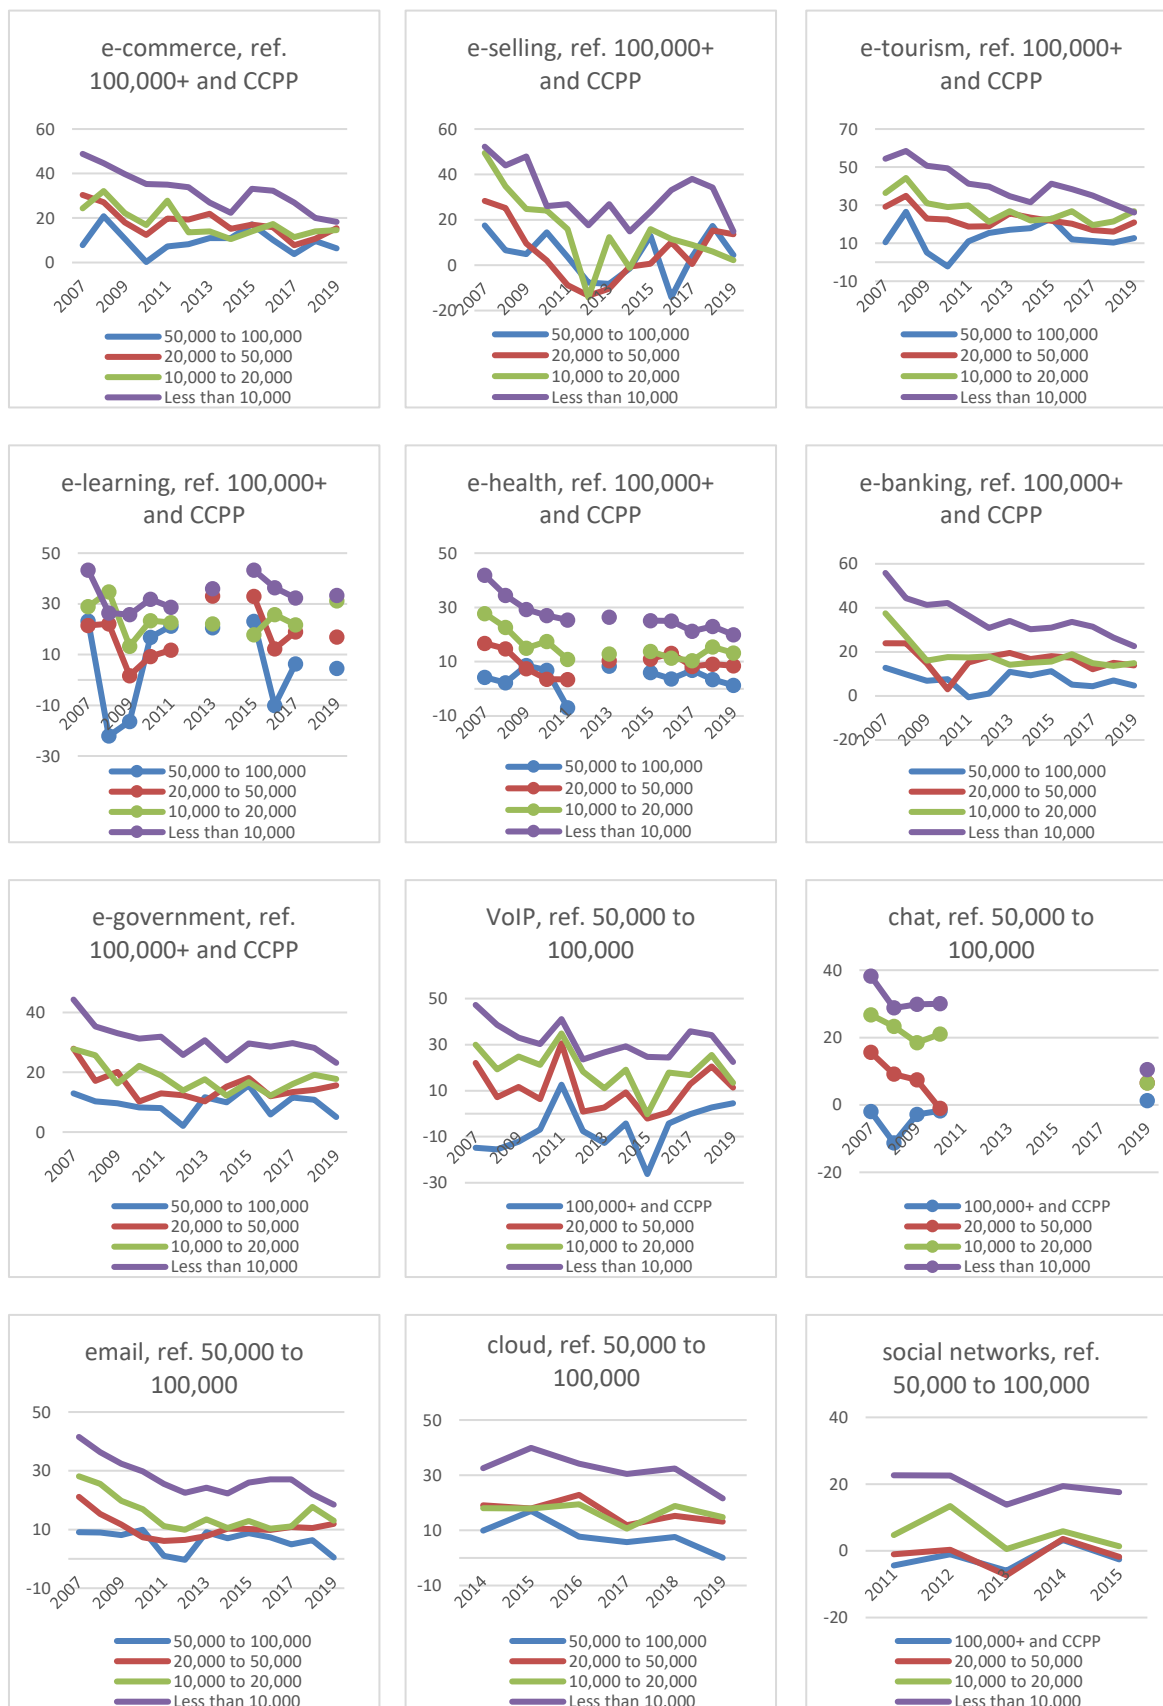 e-commerce, ref.
100,000+ and CCPP
60
40
20
0
2007
2009
2011
2013
2015
2017
2019
50,000 to 100,000
20,000 to 50,000
10,000 to 20,000
Less than 10,000
e-selling, ref. 100,000+
and CCPP
60
40
20
0
-20
2007
2009
2011
2013
2015
2017
2019
50,000 to 100,000
20,000 to 50,000
10,000 to 20,000
Less than 10,000
e-tourism, ref. 100,000+
and CCPP
70
50
30
10
-10
2007
2009
2011
2013
2015
2017
2019
50,000 to 100,000
20,000 to 50,000
10,000 to 20,000
Less than 10,000
e-learning, ref. 100,000+
and CCPP
50
30
10
-10
-30
2007
2009
2011
2013
2015
2017
2019
50,000 to 100,000
20,000 to 50,000
10,000 to 20,000
Less than 10,000
e-health, ref. 100,000+
and CCPP
50
30
10
-10
2007
2009
2011
2013
2015
2017
2019
50,000 to 100,000
20,000 to 50,000
10,000 to 20,000
Less than 10,000
e-banking, ref. 100,000+
and CCPP
60
40
20
0
-20
2007
2009
2011
2013
2015
2017
2019
50,000 to 100,000
20,000 to 50,000
10,000 to 20,000
Less than 10,000
e-government, ref.
100,000+ and CCPP
40
20
0
2007
2009
2011
2013
2015
2017
2019
50,000 to 100,000
20,000 to 50,000
10,000 to 20,000
Less than 10,000
VoIP, ref. 50,000 to
100,000
50
30
10
-10
-30
2007
2009
2011
2013
2015
2017
2019
100,000+ and CCPP
20,000 to 50,000
10,000 to 20,000
Less than 10,000
chat, ref. 50,000 to
100,000
40
20
0
-20
2007
2009
2011
2013
2015
2017
2019
100,000+ and CCPP
20,000 to 50,000
10,000 to 20,000
Less than 10,000
email, ref. 50,000 to
100,000
50
30
10
-10
2007
2009
2011
2013
2015
2017
2019
50,000 to 100,000
20,000 to 50,000
10,000 to 20,000
Less than 10,000
cloud, ref. 50,000 to
100,000
50
30
10
-10
2014
2015
2016
2017
2018
2019
50,000 to 100,000
20,000 to 50,000
10,000 to 20,000
Less than 10,000
social networks, ref.
50,000 to 100,000
40
20
0
-20
2011
2012
2013
2014
2015
100,000+ and CCPP
20,000 to 50,000
10,000 to 20,000
Less than 10,000